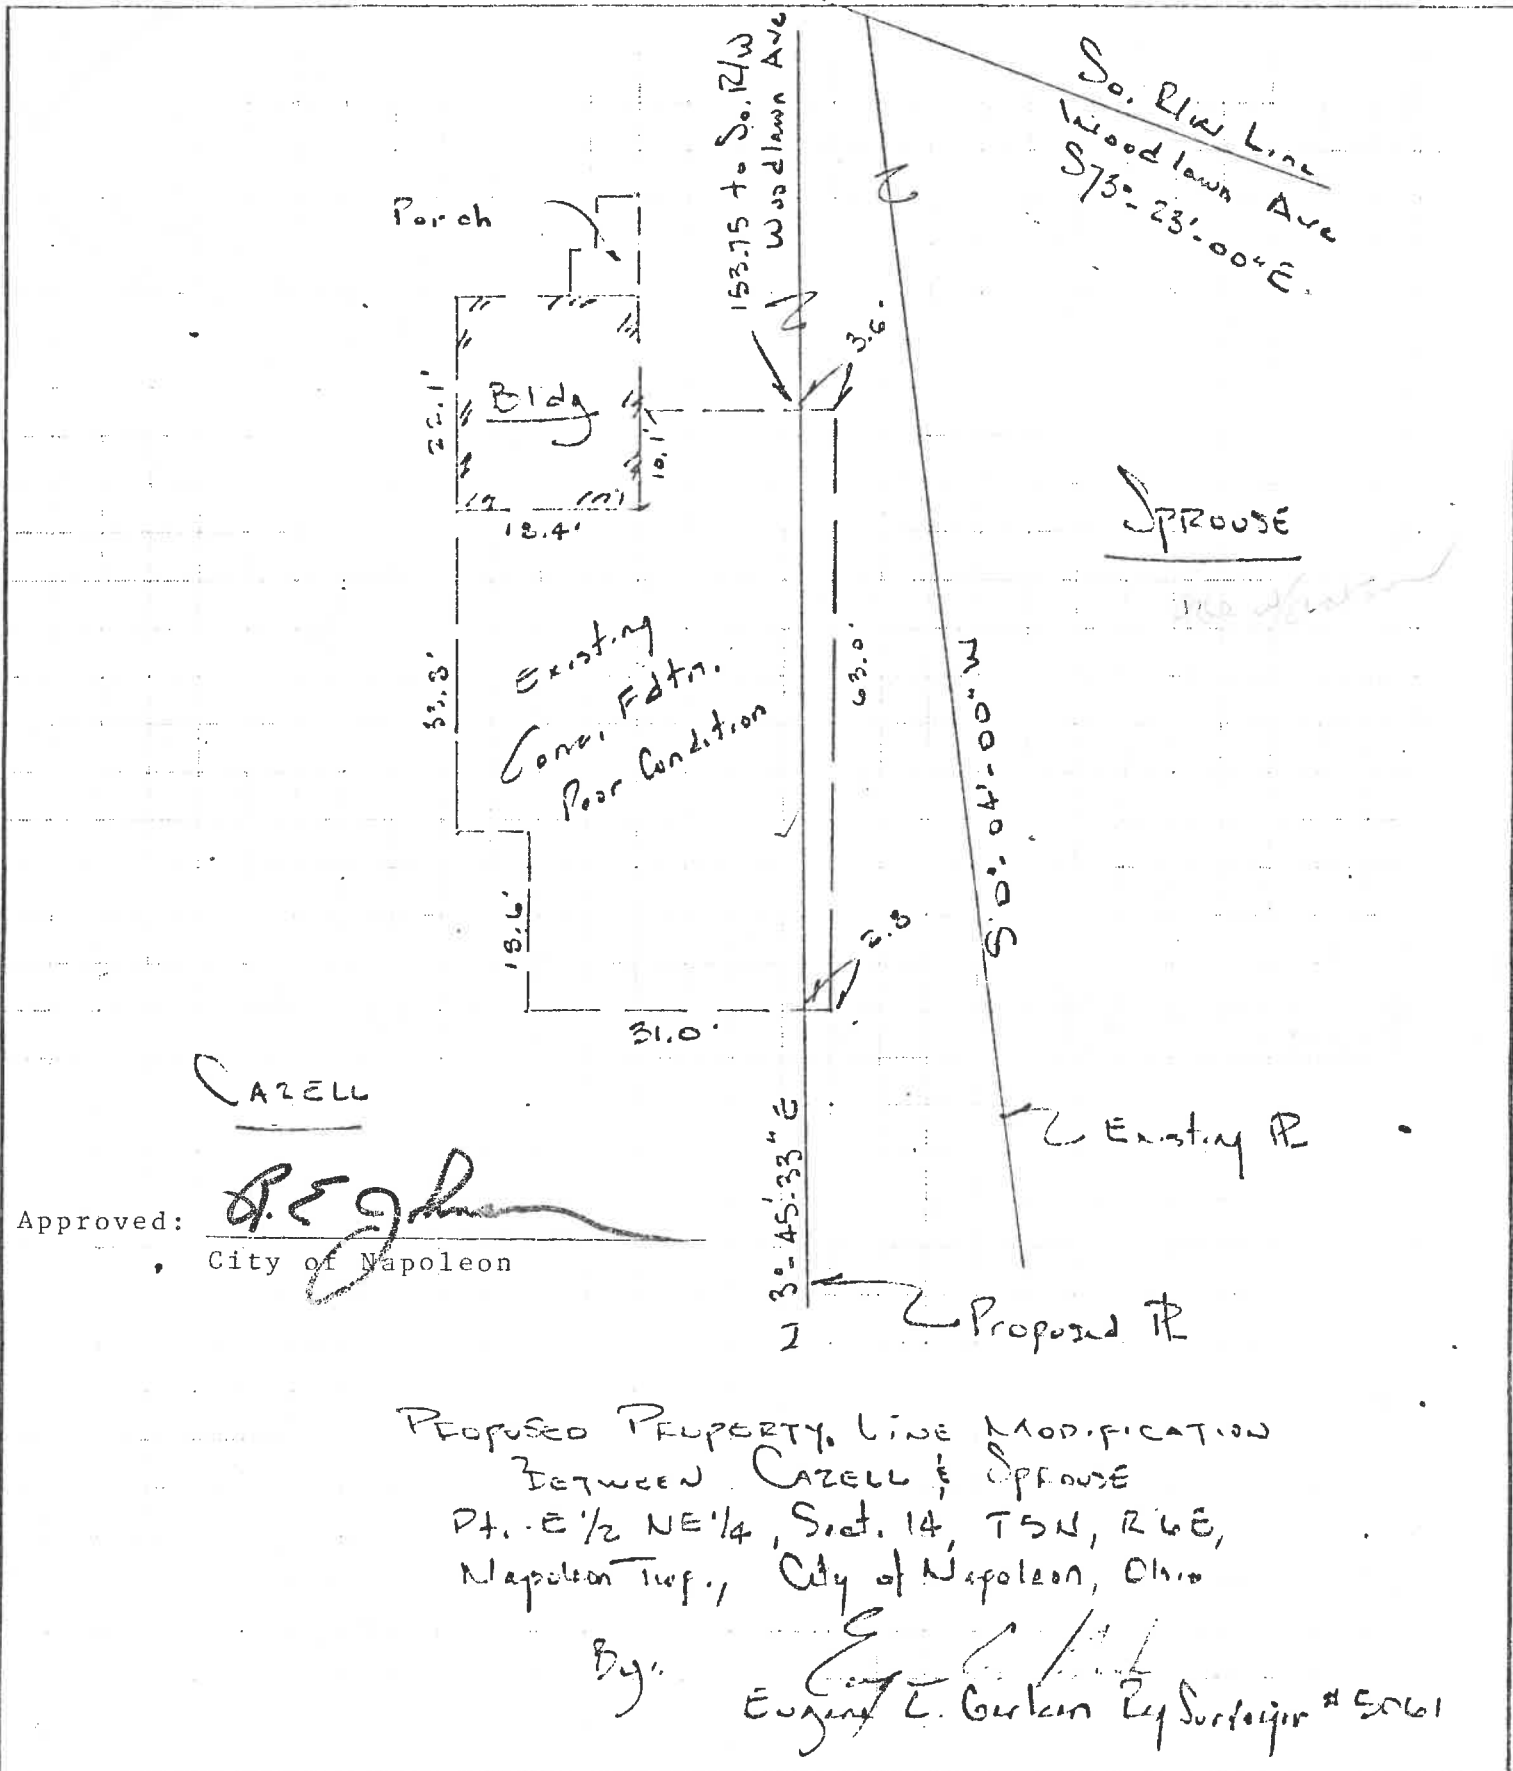 So. R/W Line
Woodlawn Ave
S73°-23'-00"E
153.75 to So. R/W
Woodlawn Ave
Porch
3.6'
22.1'
Bldg
10.1'
18.4'
SPROUSE
Existing
Conc. Fdtn.
Poor Condition
33.8'
63.0'
S 0°-04'-00" W
18.6'
2.8
31.0'
CAZELL
N 3°-45'-33" E
Existing PL
Approved:
City of Napoleon
Proposed PL
PROPOSED PROPERTY LINE MODIFICATION
BETWEEN CAZELL & SPROUSE
Pt. E 1/2 NE 1/4, Sect. 14, T5N, R6E,
Napoleon Twp., City of Napoleon, Ohio
By:
Eugene Reg Surveyor #